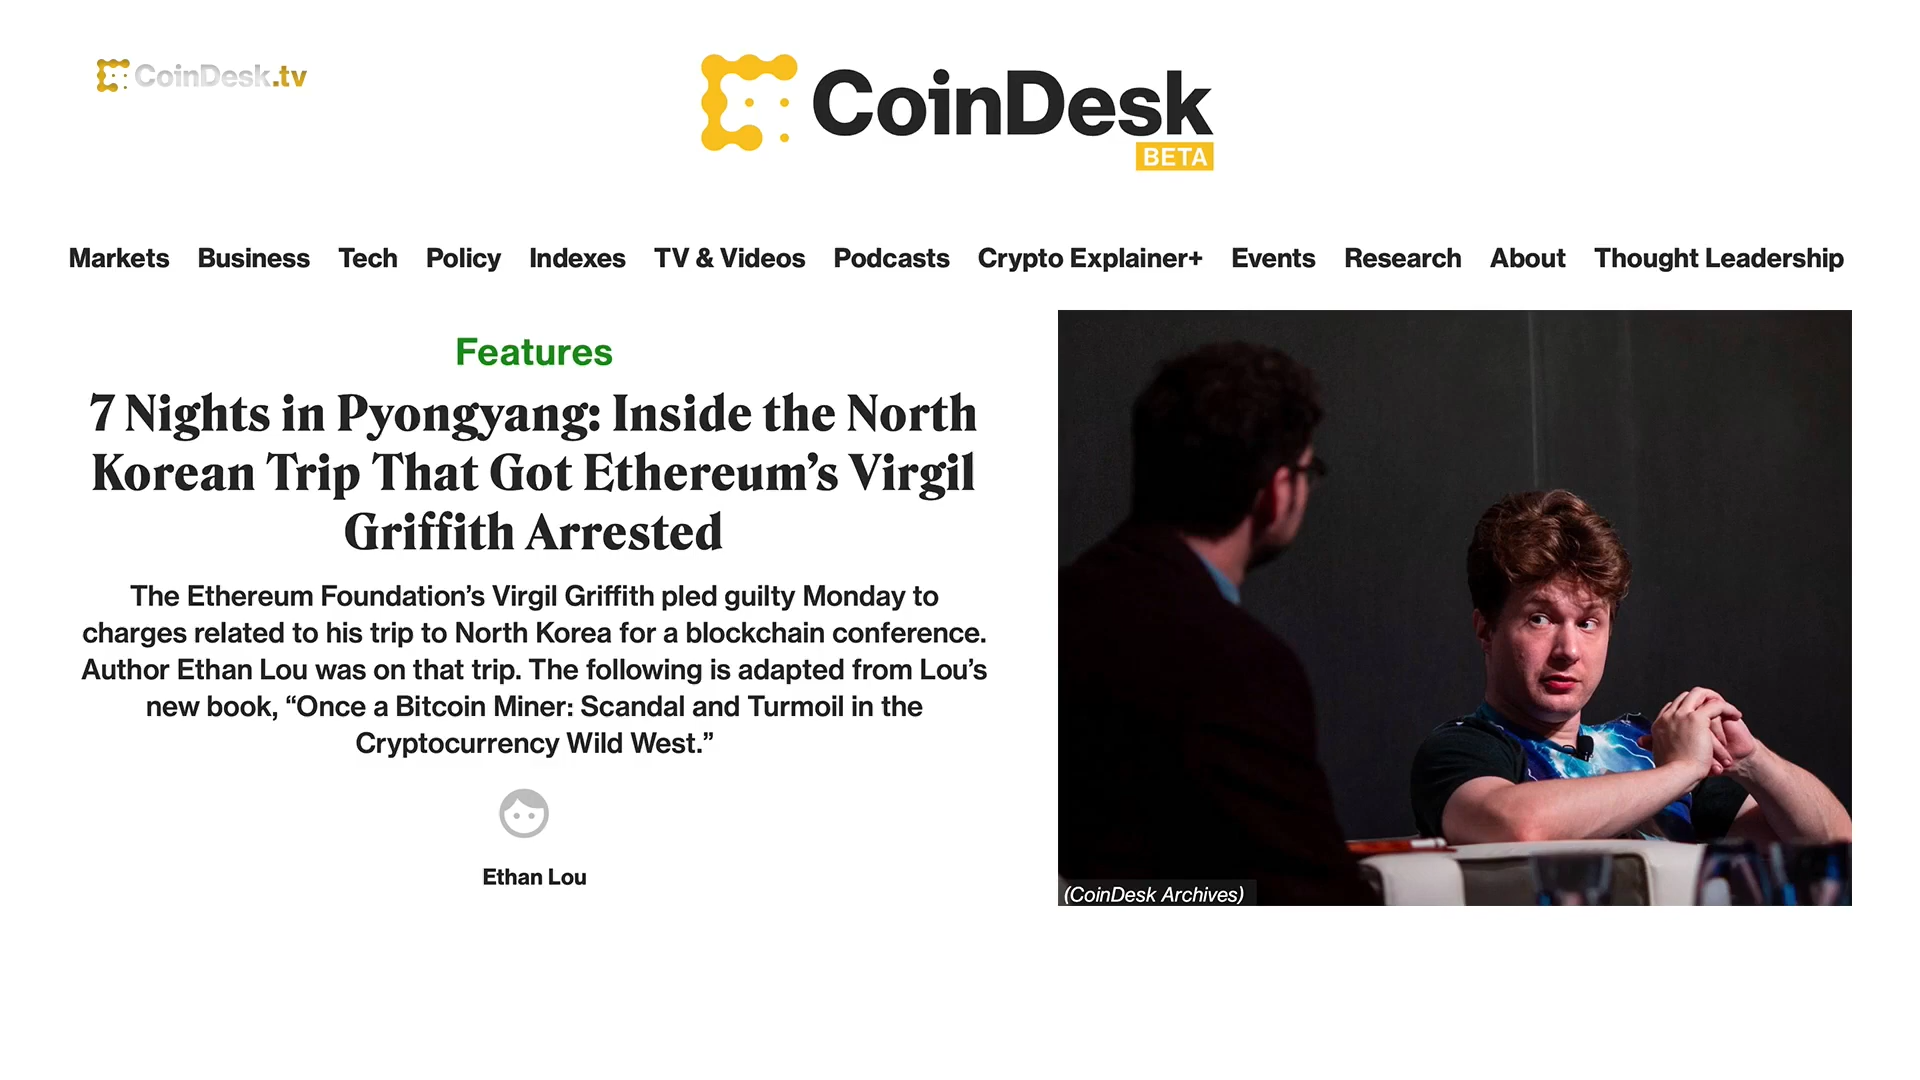 CoinDesk.tv
CoinDesk
BETA
Markets Business Tech Policy Indexes TV & Videos Podcasts Crypto Explainer+ Events Research About Thought Leadership
Features
7 Nights in Pyongyang: Inside the North
Korean Trip That Got Ethereum’s Virgil
Griffith Arrested
The Ethereum Foundation’s Virgil Griffith pled guilty Monday to
charges related to his trip to North Korea for a blockchain conference.
Author Ethan Lou was on that trip. The following is adapted from Lou’s
new book, “Once a Bitcoin Miner: Scandal and Turmoil in the
Cryptocurrency Wild West.”
Ethan Lou
(CoinDesk Archives)